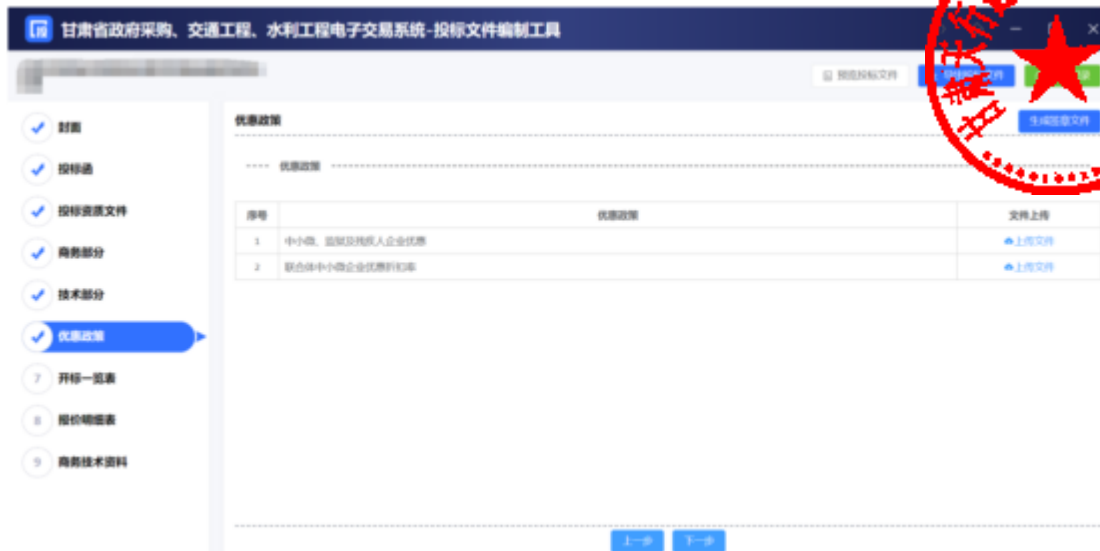 甘肃省政府采购、交通工程、水利工程电子交易系统-投标文件编制工具
预览投标文件
封面
投标函
投标资质文件
商务部分
技术部分
优惠政策
7 开标一览表
8 报价明细表
9 商务技术资料
优惠政策
生成签章文件
优惠政策
序号 优惠政策 文件上传
1 中小微、监狱及残疾人企业优惠 上传文件
2 联合体中小微企业优惠折扣率 上传文件
上一步 下一步